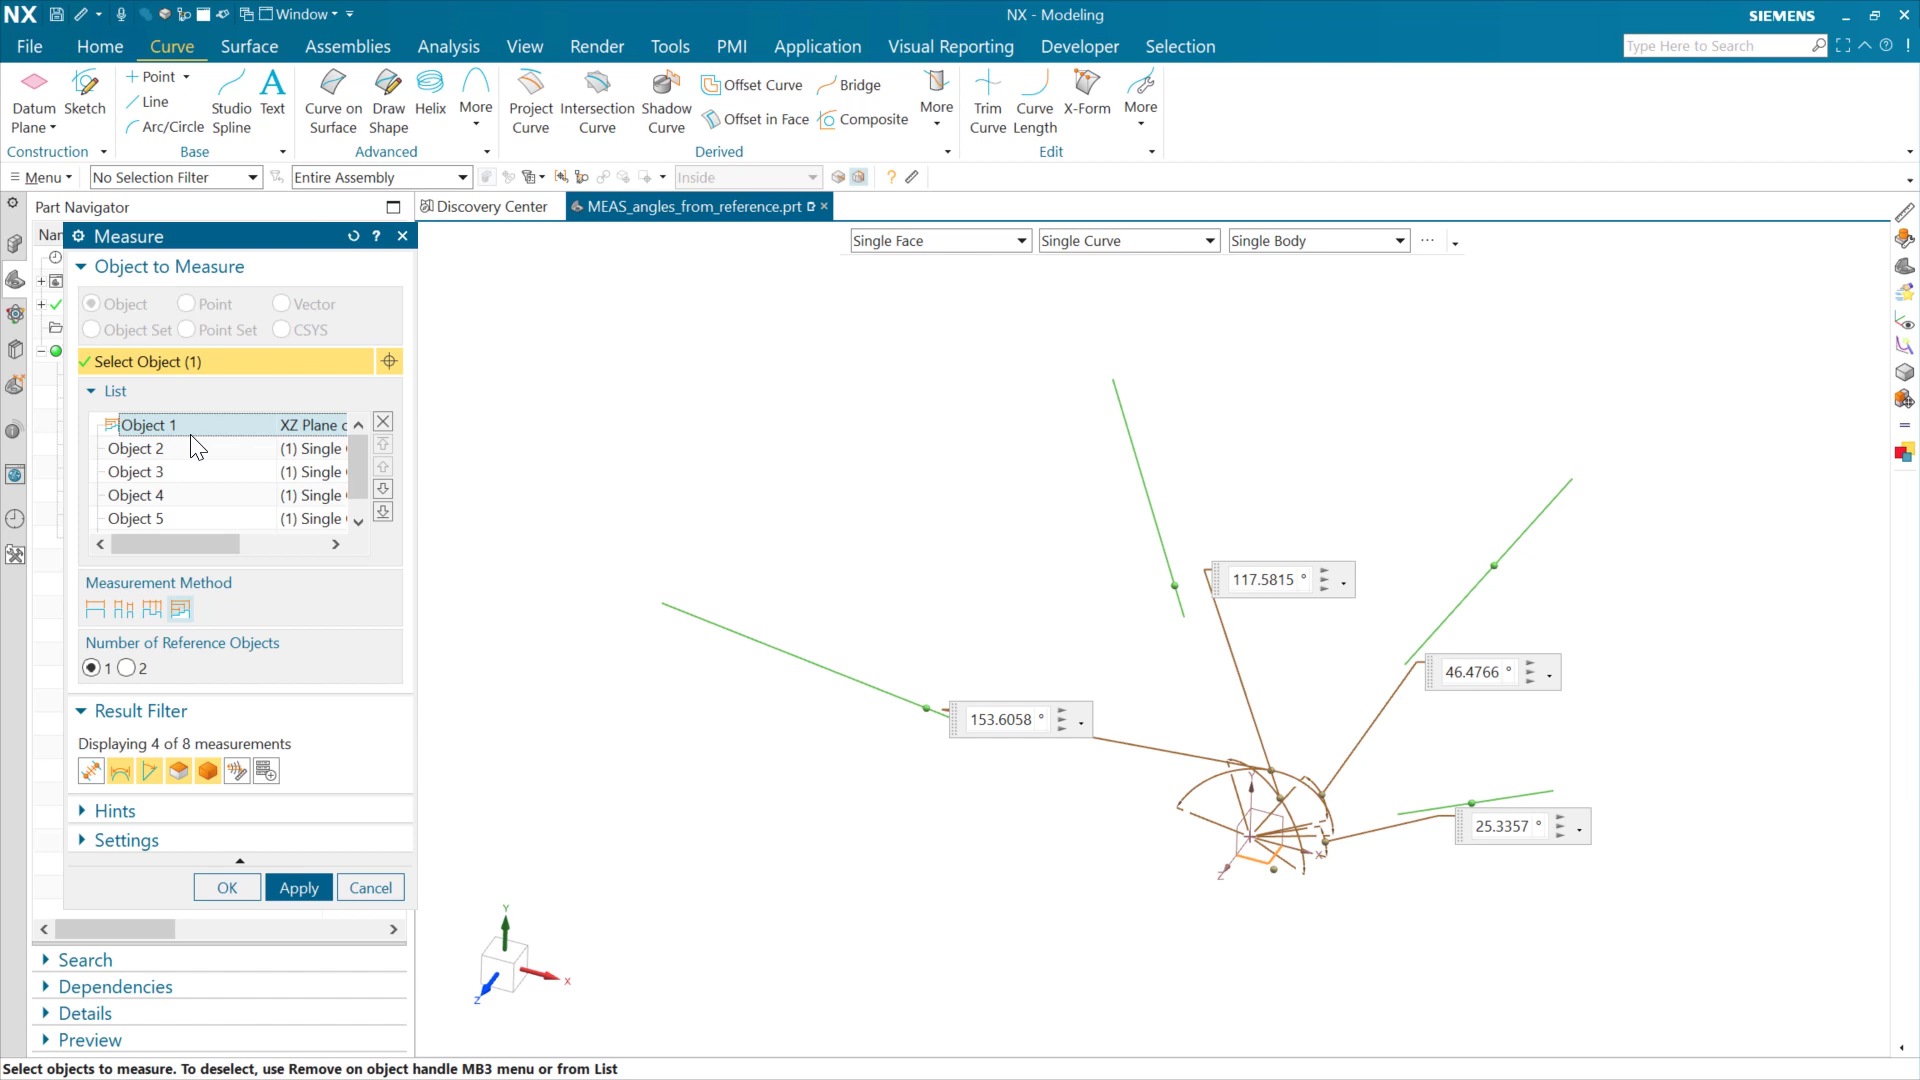 NX Window NX - Modeling SIEMENS
File Home Curve Surface Assemblies Analysis View Render Tools PMI Application Visual Reporting Developer Selection Type Here to Search
Datum Plane Sketch Point Line Arc/Circle Studio Spline Text Curve on Surface Draw Shape Helix More Project Curve Intersection Curve Shadow Curve Offset Curve Offset in Face Bridge Composite More Trim Curve Curve Length X-Form More
Construction Base Advanced Derived Edit
Menu No Selection Filter Entire Assembly Inside
Part Navigator Discovery Center MEAS_angles_from_reference.prt
Nar
Single Face Single Curve Single Body
Measure
Object to Measure
Object Point Vector
Object Set Point Set CSYS
Select Object (1)
List
Object 1 XZ Plane
Object 2 (1) Single
Object 3 (1) Single
Object 4 (1) Single
Object 5 (1) Single
Measurement Method
Number of Reference Objects
1 2
Result Filter
Displaying 4 of 8 measurements
Hints
Settings
OK Apply Cancel
Search
Dependencies
Details
Preview
117.5815 °
46.4766 °
153.6058 °
25.3357 °
Y
X
Z
Y
X
Z
Select objects to measure. To deselect, use Remove on object handle MB3 menu or from List